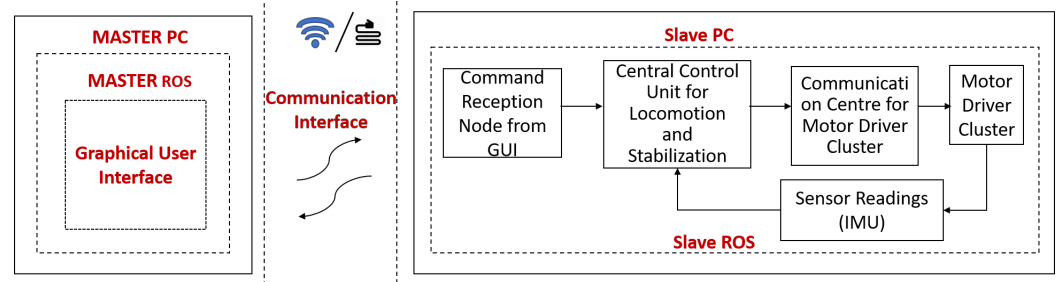 MASTER PC
MASTER ROS
Graphical User
Interface
Communication
Interface
Slave PC
Command
Reception
Node from
GUI
Central Control
Unit for
Locomotion
and
Stabilization
Communicati
on Centre for
Motor Driver
Cluster
Motor
Driver
Cluster
Sensor Readings
(IMU)
Slave ROS